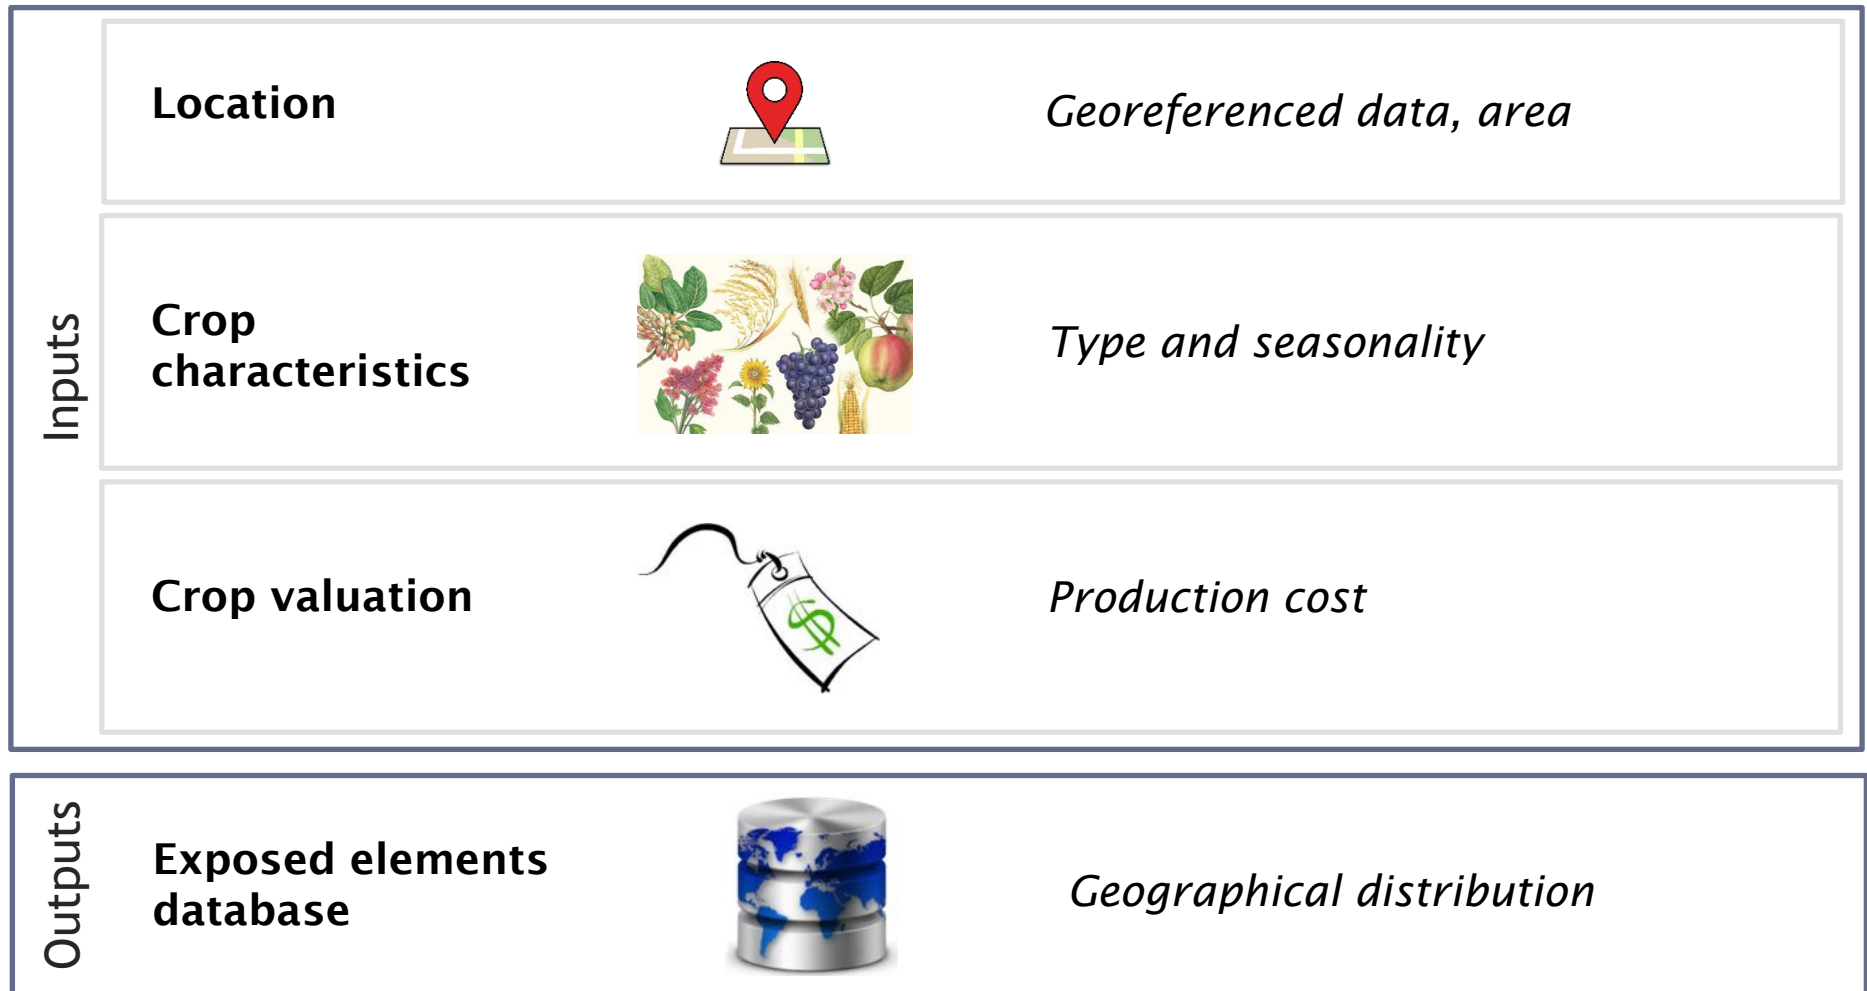 Inputs
Location
Georeferenced data, area
Crop
characteristics
Type and seasonality
Crop valuation
$
Production cost
Outputs
Exposed elements
database
Geographical distribution